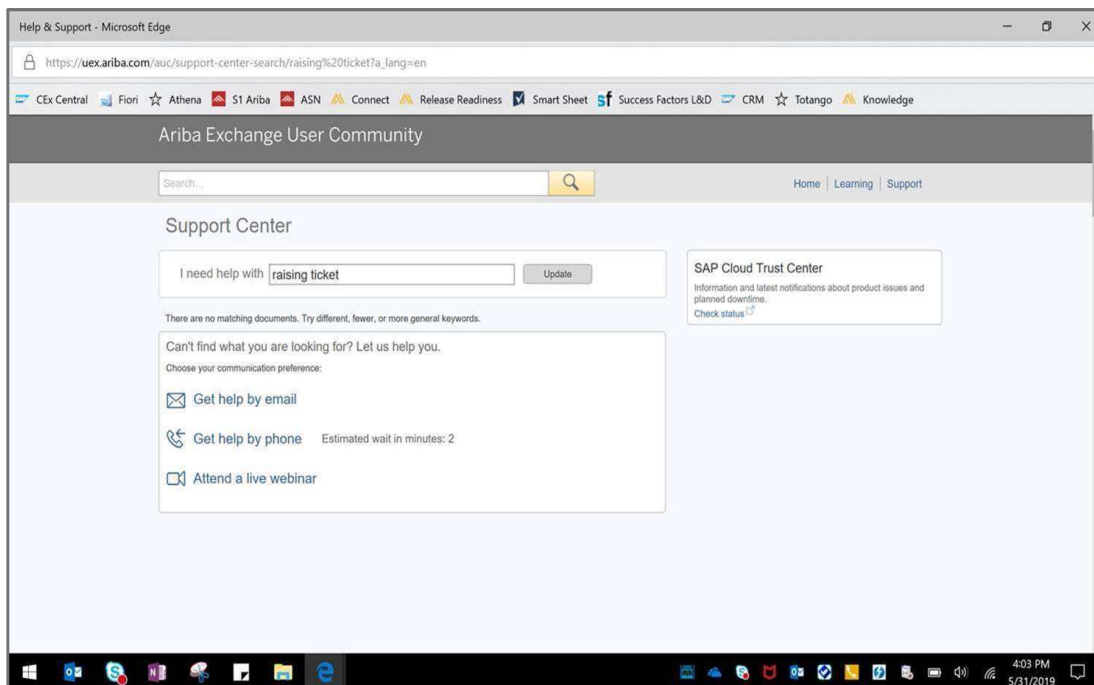 Help & Support - Microsoft Edge
https://uex.ariba.com/auc/support-center-search/raising%20ticket?a_lang=en
CEx Central Fiori Athena S1 Ariba ASN Connect Release Readiness Smart Sheet Success Factors L&D CRM Totango Knowledge
Ariba Exchange User Community
Search...
Home | Learning | Support
Support Center
I need help with raising ticket Update
There are no matching documents. Try different, fewer, or more general keywords.
Can't find what you are looking for? Let us help you.
Choose your communication preference:
Get help by email
Get help by phone Estimated wait in minutes: 2
Attend a live webinar
SAP Cloud Trust Center
Information and latest notifications about product issues and
planned downtime.
Check status
4:03 PM
5/31/2019